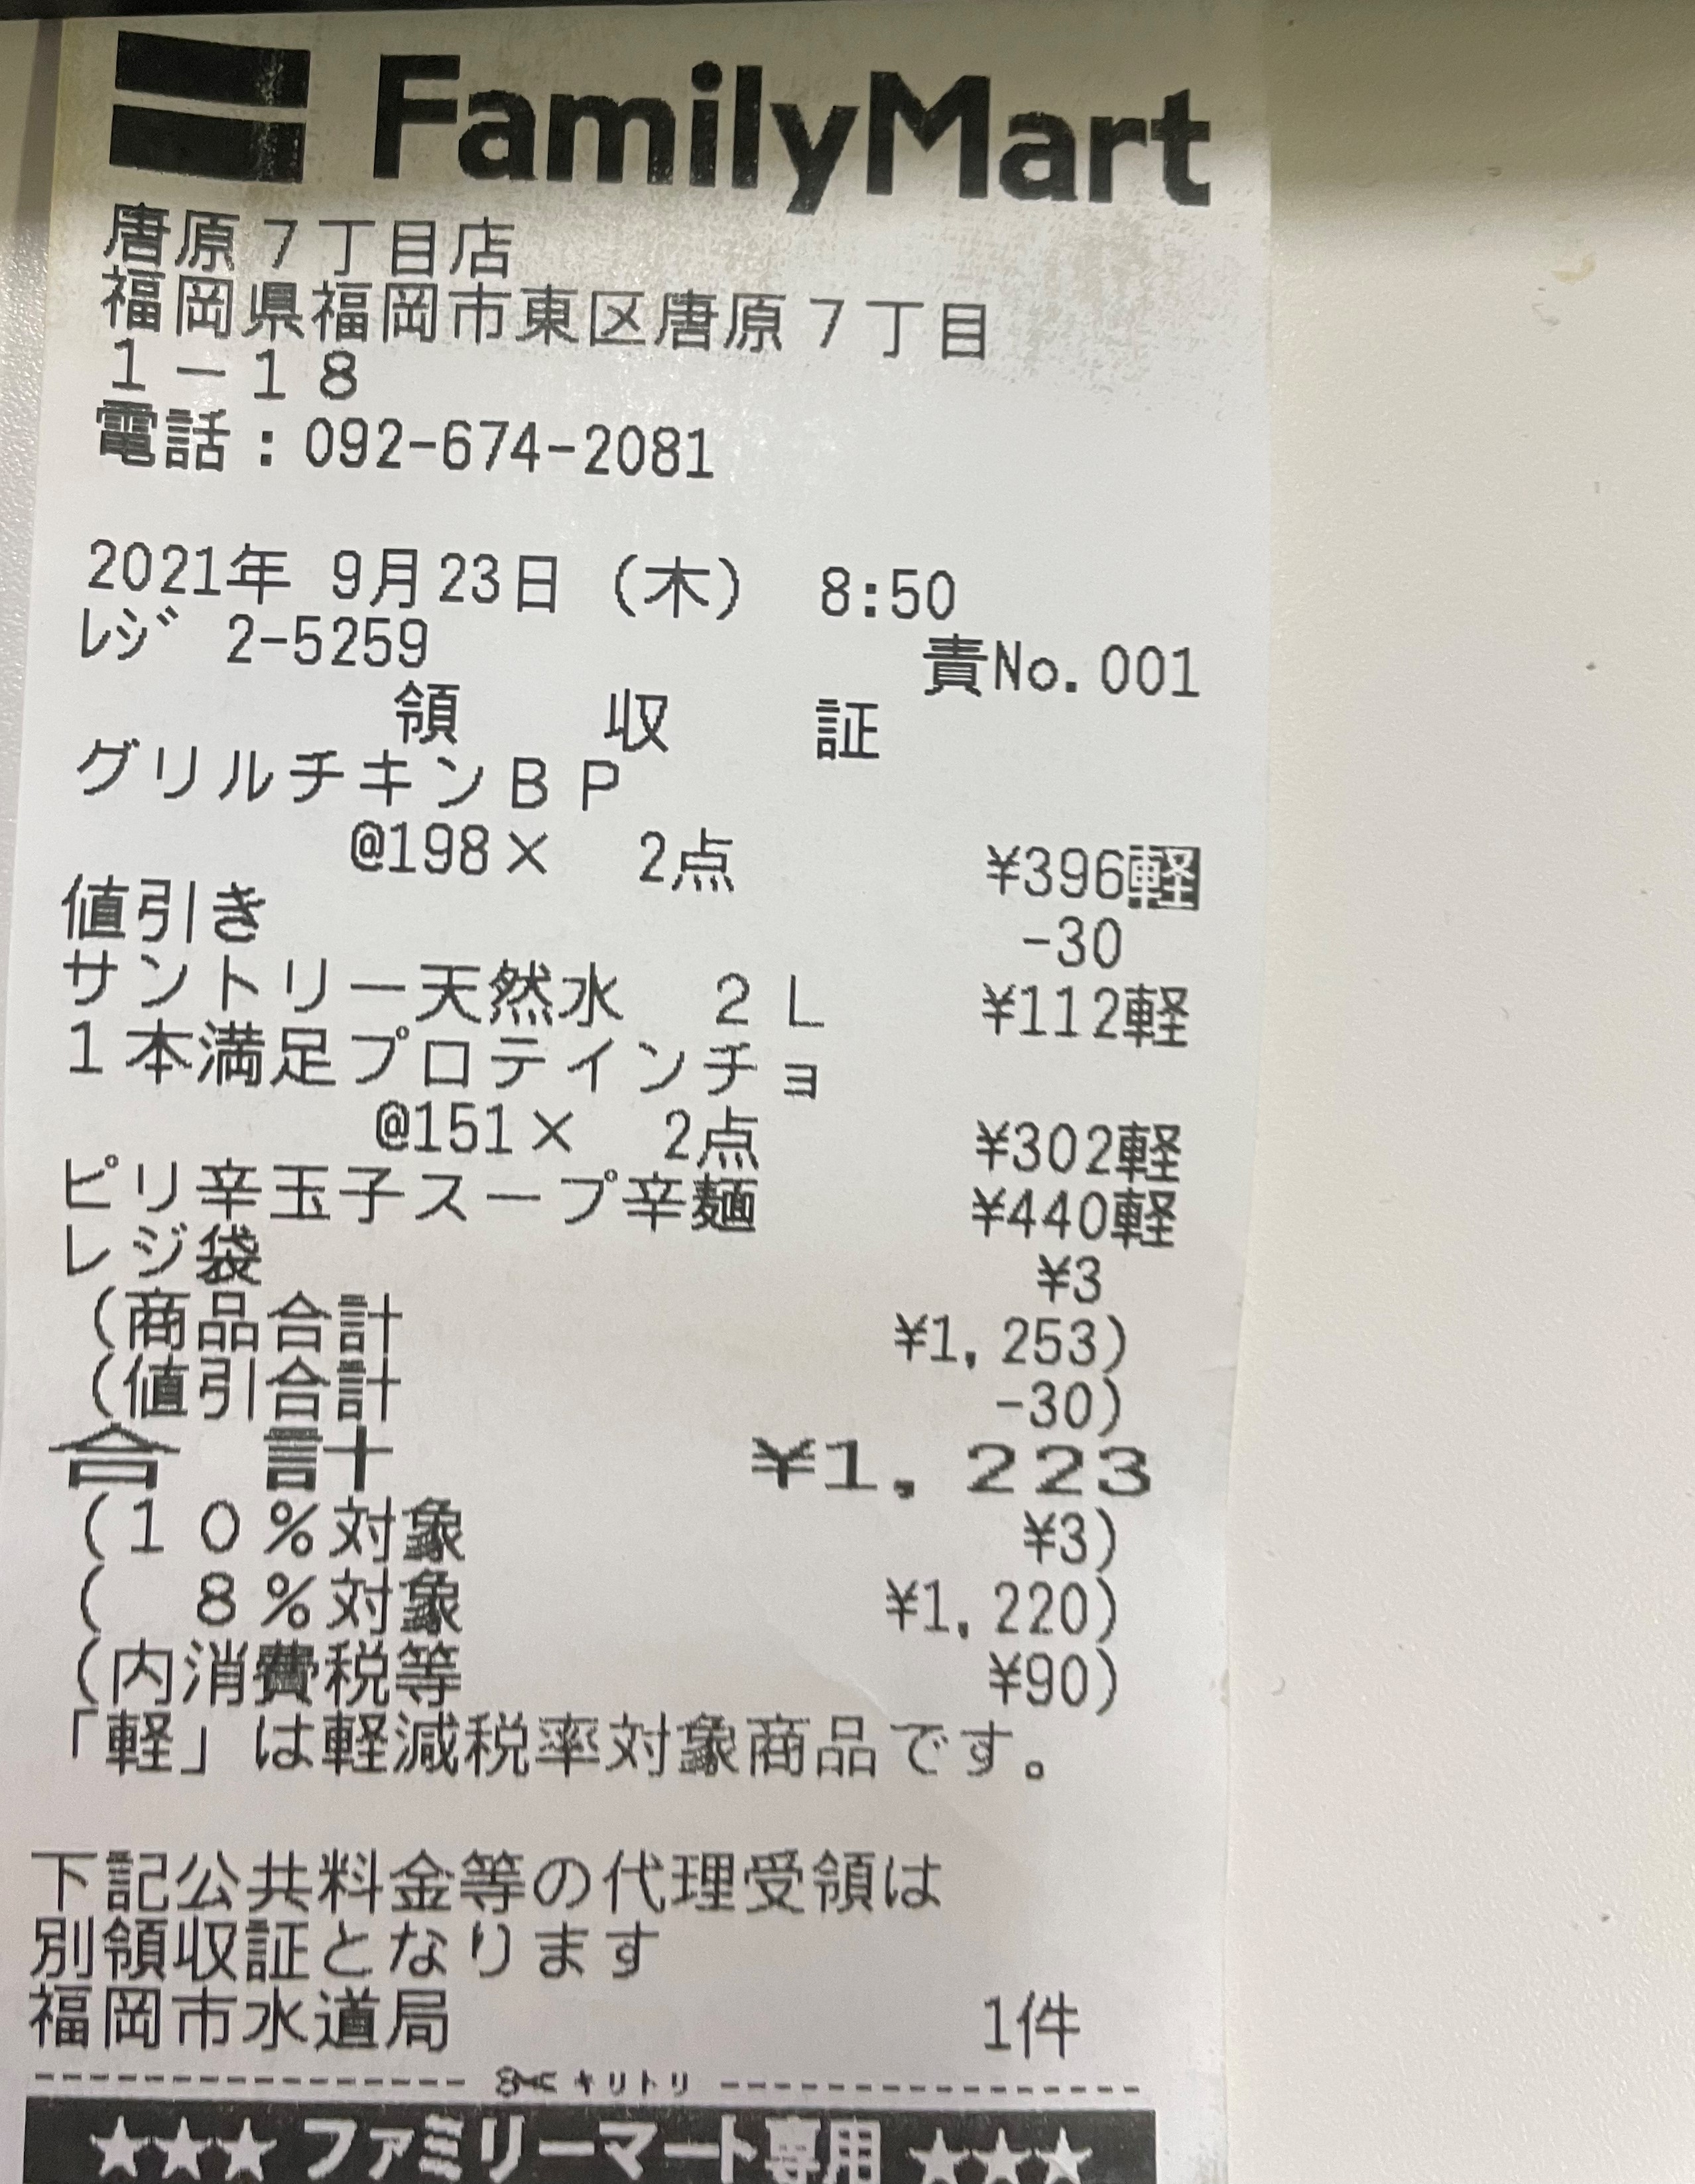 FamilyMart
唐原７丁目店
福岡県福岡市東区唐原７丁目
１－１８
電話：092-674-2081
2021年 9月23日（木） 8:50
ﾚｼﾞ 2-5259 責No.001
領 収 証
グリルチキンＢＰ
@198× 2点 ¥396軽
値引き -30
サントリー天然水 ２Ｌ ¥112軽
１本満足プロテインチョ
@151× 2点 ¥302軽
ピリ辛玉子スープ辛麺 ¥440軽
レジ袋 ¥3
(商品合計 ¥1,253)
(値引合計 -30)
合 計 ¥1,223
(１０％対象 ¥3)
( ８％対象 ¥1,220)
(内消費税等 ¥90)
「軽」は軽減税率対象商品です。
下記公共料金等の代理受領は
別領収証となります
福岡市水道局 1件
キリトリ
★★★ファミリーマート専用★★★